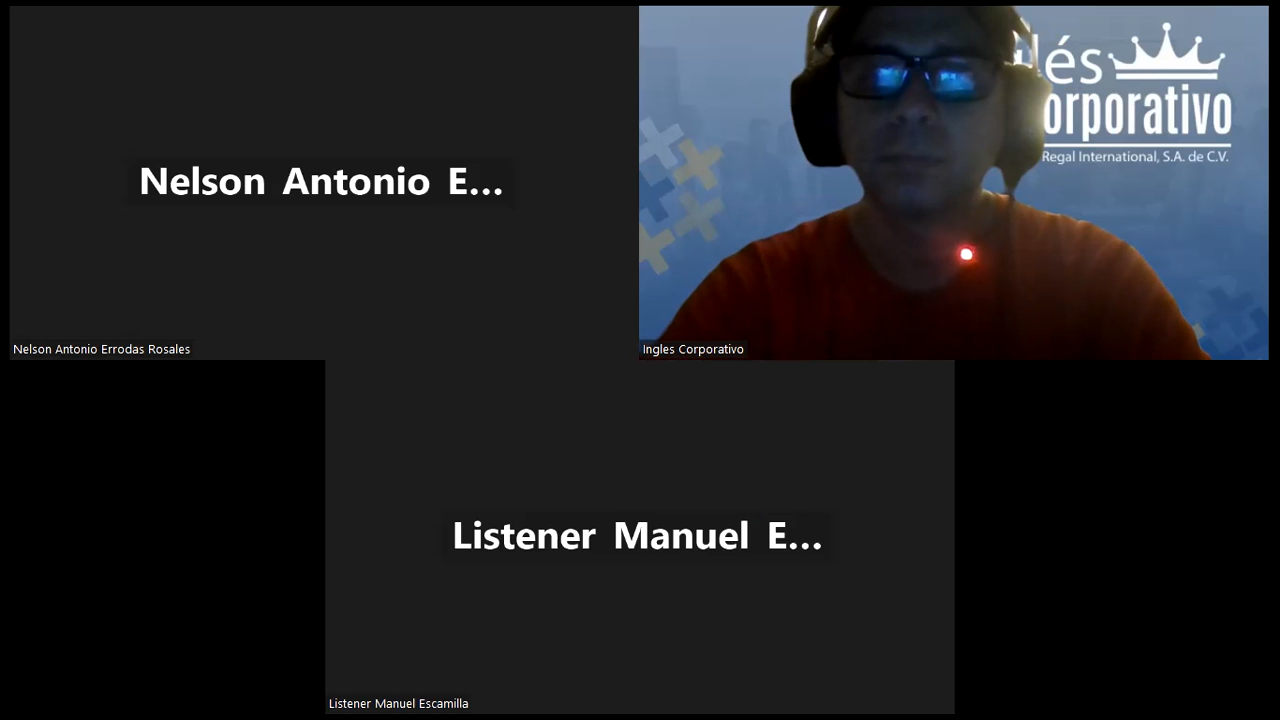 Nelson Antonio E...
Nelson Antonio Errodas Rosales
lés
orporativo
Regal International, S.A. de C.V.
Ingles Corporativo
Listener Manuel E...
Listener Manuel Escamilla